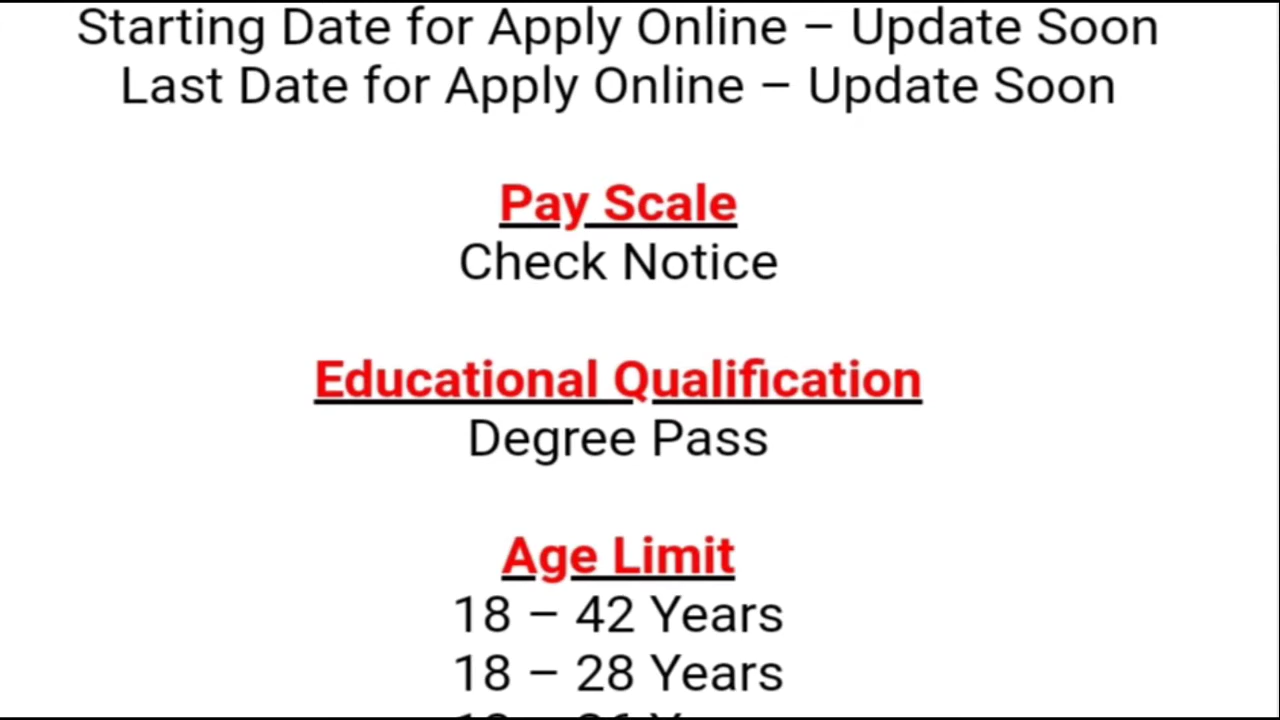 Starting Date for Apply Online – Update Soon
Last Date for Apply Online – Update Soon
Pay Scale
Check Notice
Educational Qualification
Degree Pass
Age Limit
18 – 42 Years
18 – 28 Years